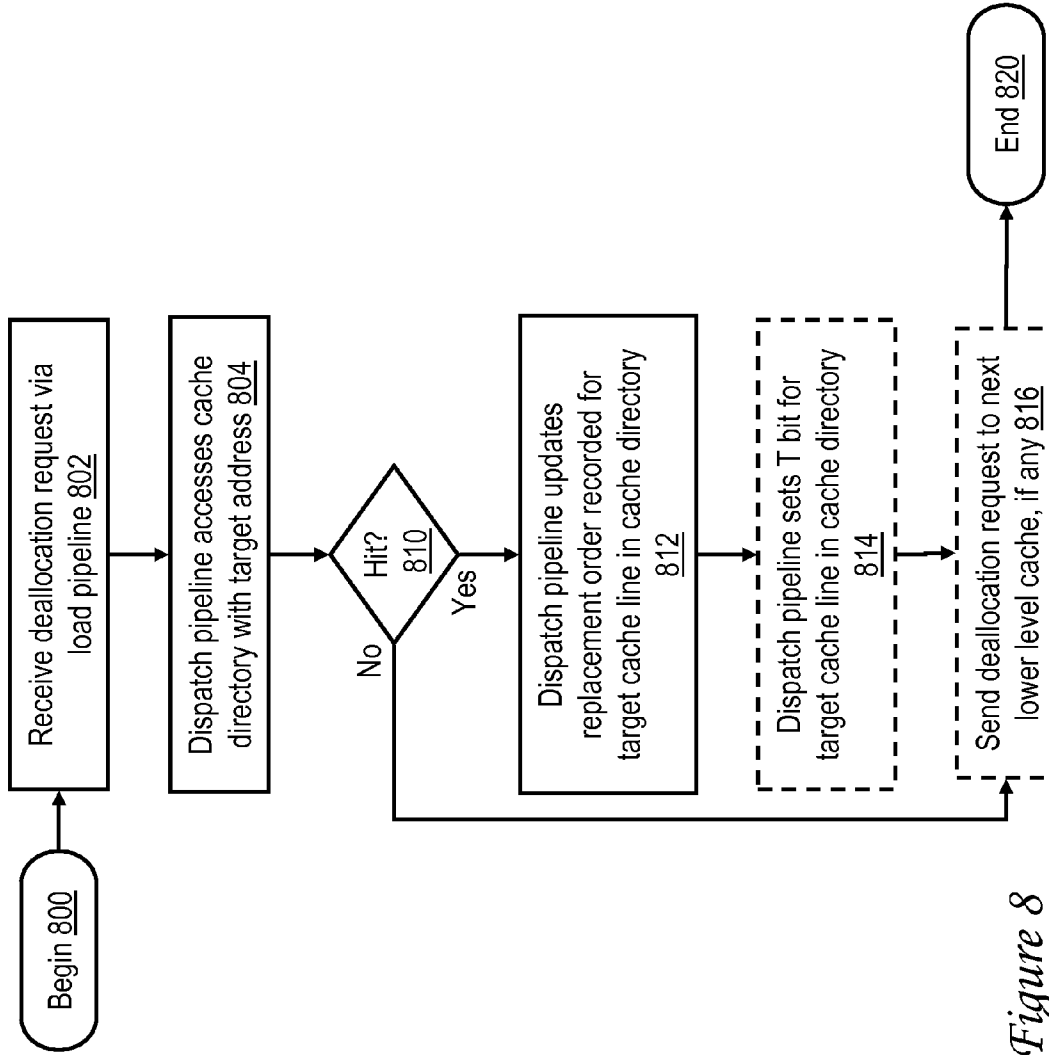 Begin 800
Receive deallocation request via
load pipeline 802
Dispatch pipeline accesses cache
directory with target address 804
Hit?
810
No
Yes
Dispatch pipeline updates
replacement order recorded for
target cache line in cache directory
812
Dispatch pipeline sets T bit for
target cache line in cache directory
814
Send deallocation request to next
lower level cache, if any 816
End 820
Figure 8